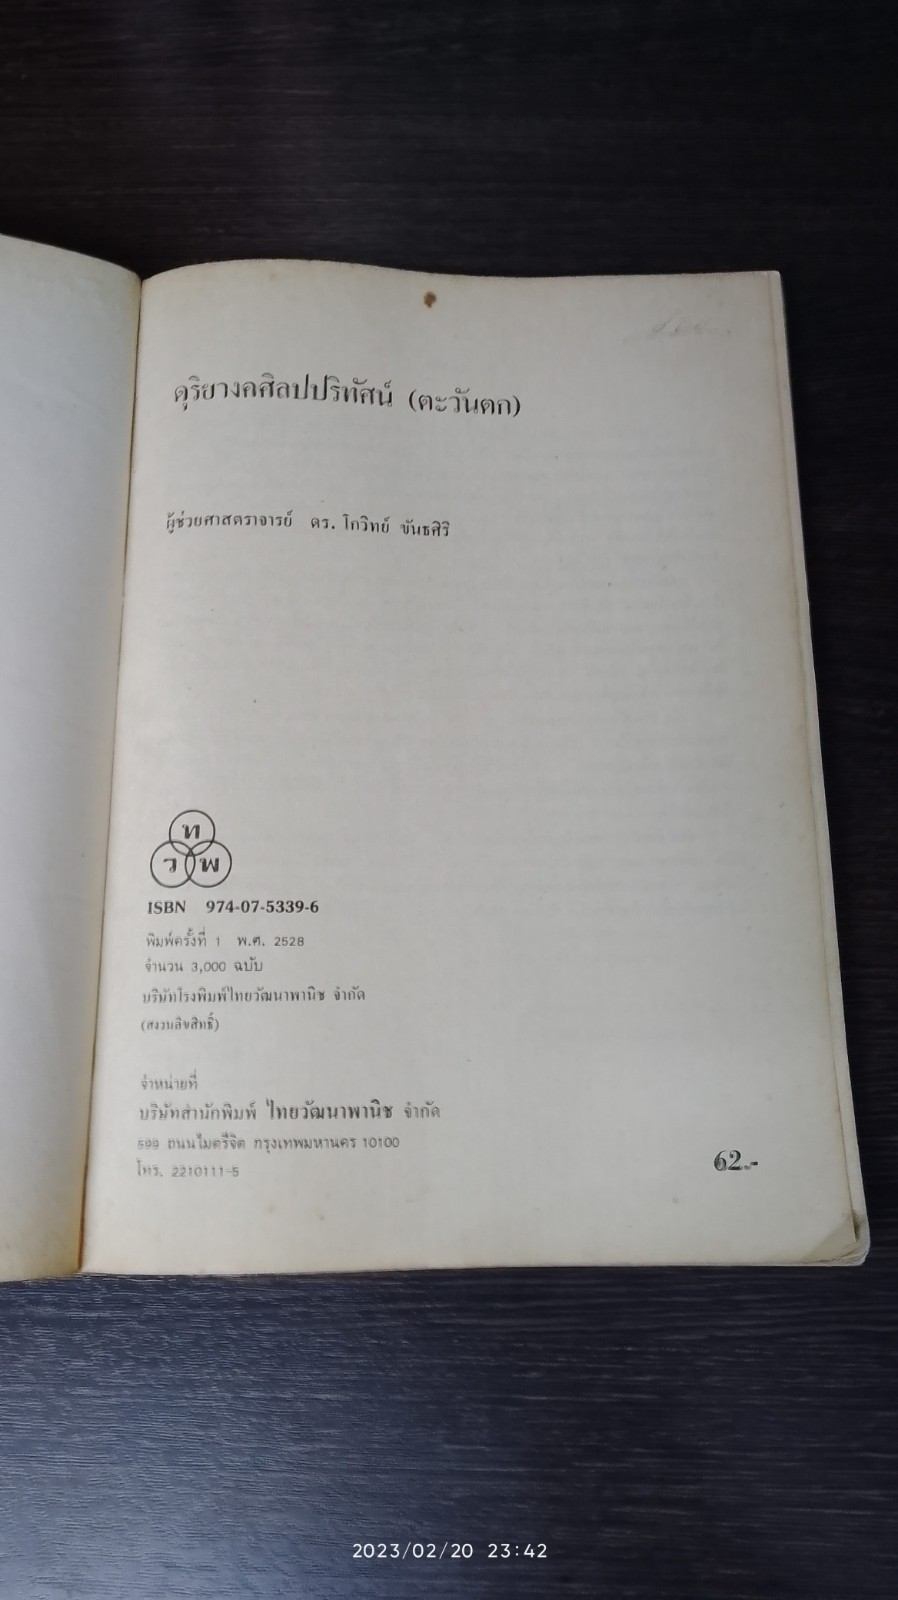 ดุริยางคศิลปปริทัศน์ (ตะวันตก)
ผู้ช่วยศาสตราจารย์ ดร. โกวิทย์ ขันธศิริ
ท
ว พ
ISBN 974-07-5339-6
พิมพ์ครั้งที่ 1 พ.ศ. 2528
จำนวน 3,000 ฉบับ
บริษัทโรงพิมพ์ไทยวัฒนาพานิช จำกัด
(สงวนลิขสิทธิ์)
จำหน่ายที่
บริษัทสำนักพิมพ์ ไทยวัฒนาพานิช จำกัด
599 ถนนไมตรีจิต กรุงเทพมหานคร 10100
โทร. 2210111-5
62.-
2023/02/20 23:42